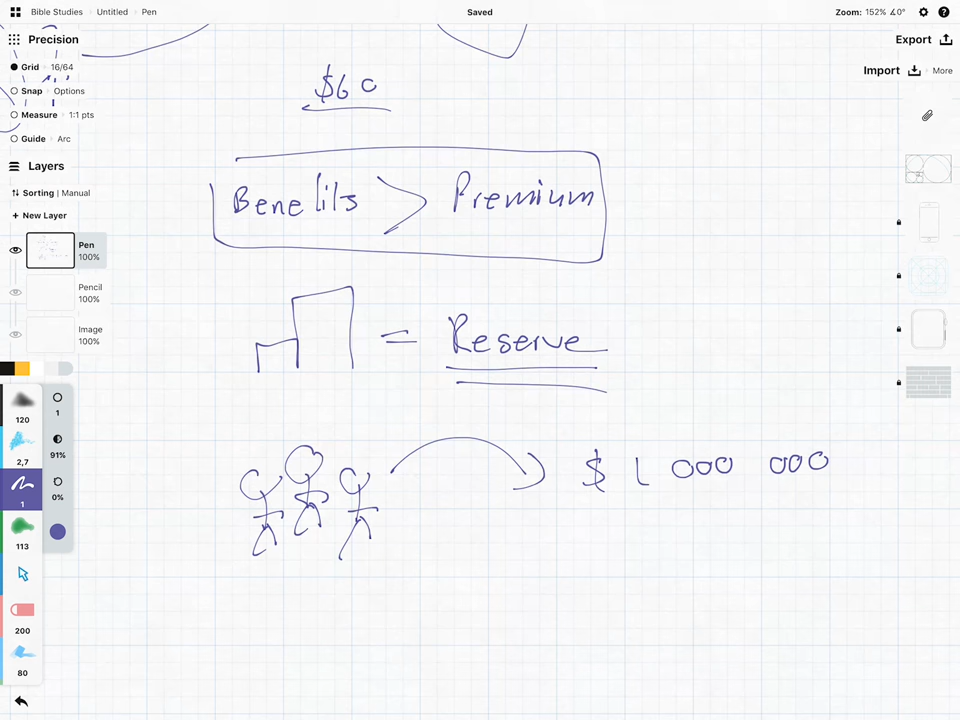 Bible Studies > Untitled > Pen
Saved
Zoom: 152% ∡0°
Precision
Export
Grid > 16/64
Import
More
Snap > Options
Measure > 1:1 pts
Guide > Arc
Layers
Sorting | Manual
+ New Layer
Pen
100%
Pencil
100%
Image
100%
120
1
2,7
91%
1
0%
113
200
80
$60
Benefits > Premium
= Reserve
$ 1 000 000